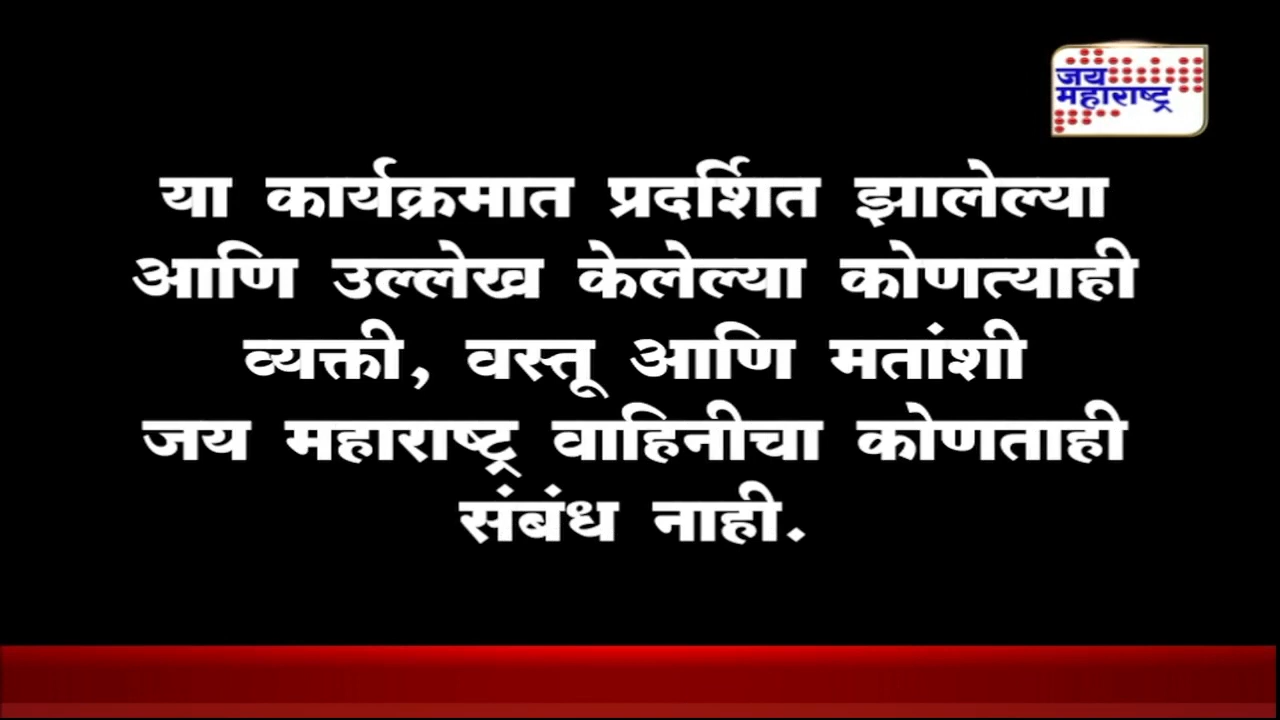 जय
महाराष्ट्र
या कार्यक्रमात प्रदर्शित झालेल्या
आणि उल्लेख केलेल्या कोणत्याही
व्यक्ती, वस्तू आणि मतांशी
जय महाराष्ट्र वाहिनीचा कोणताही
संबंध नाही.